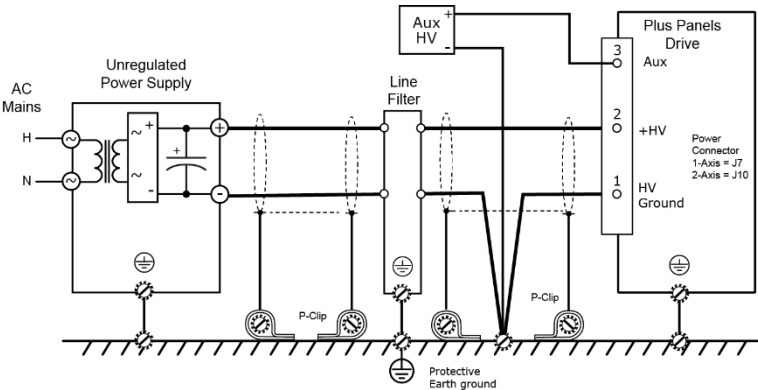 Aux
HV
+
-
Plus Panels
Drive
3
Aux
Unregulated
Power Supply
AC
Mains
Line
Filter
H
N
~
~
+
-
+
+
-
~
~
2
+HV
Power
Connector
1-Axis = J7
2-Axis = J10
1
HV
Ground
P-Clip
P-Clip
Protective
Earth ground